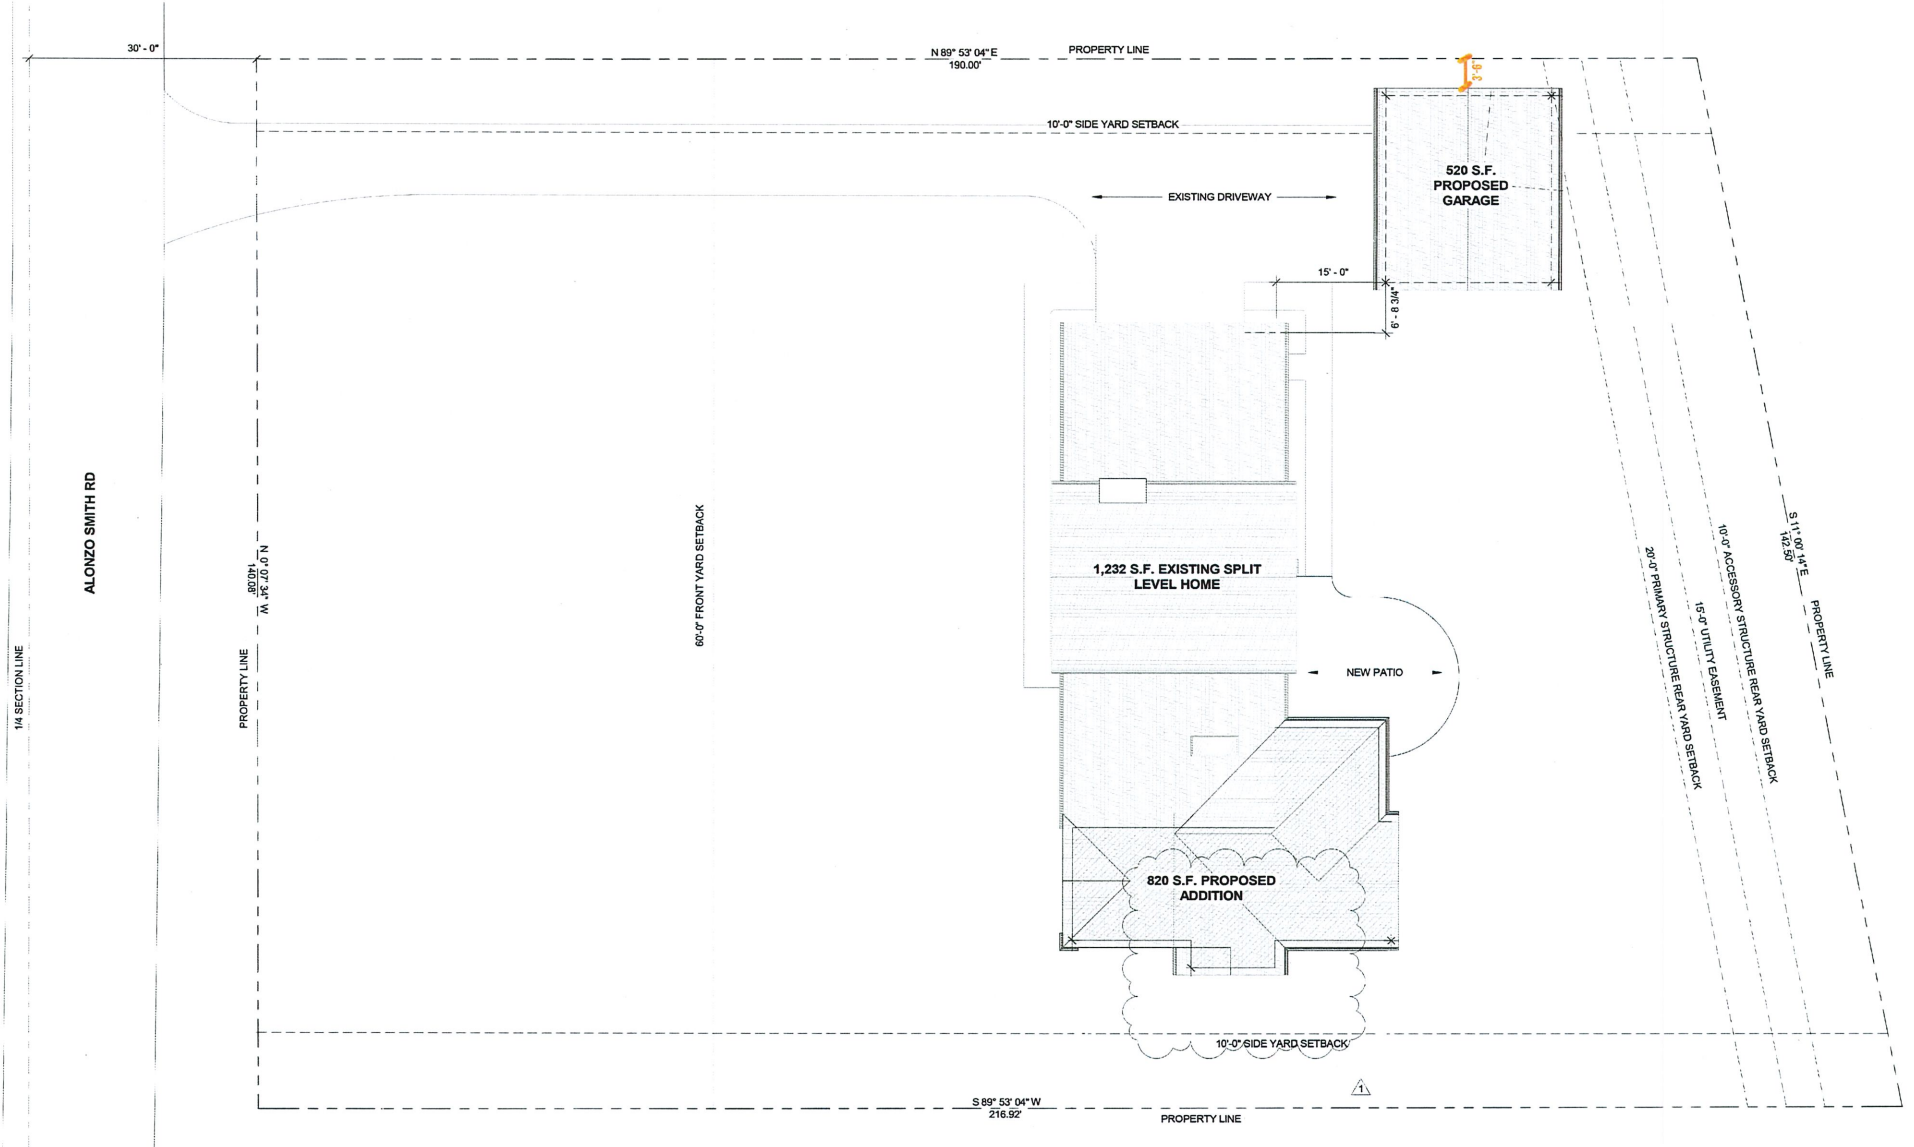 30' - 0"
N 89° 53' 04" E
190.00'
PROPERTY LINE
3'-6"
10'-0" SIDE YARD SETBACK
520 S.F.
PROPOSED
GARAGE
EXISTING DRIVEWAY
15' - 0"
6' - 8 3/4"
ALONZO SMITH RD
1/4 SECTION LINE
N 0° 07' 34" W
140.08'
PROPERTY LINE
60'-0" FRONT YARD SETBACK
1,232 S.F. EXISTING SPLIT
LEVEL HOME
NEW PATIO
20'-0" PRIMARY STRUCTURE REAR YARD SETBACK
15'-0" UTILITY EASEMENT
10'-0" ACCESSORY STRUCTURE REAR YARD SETBACK
S 11° 00' 14" E
142.50'
PROPERTY LINE
820 S.F. PROPOSED
ADDITION
10'-0" SIDE YARD SETBACK
1
S 89° 53' 04" W
216.92'
PROPERTY LINE